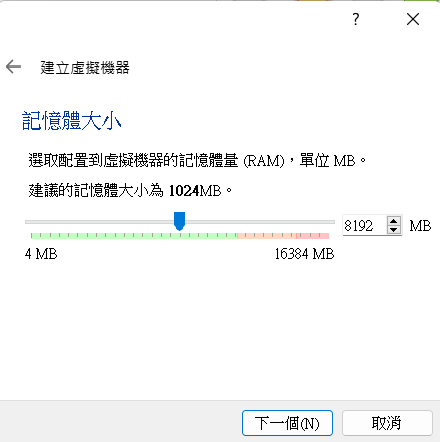 ?
建立虛擬機器
記憶體大小
選取配置到虛擬機器的記憶體量 (RAM)，單位 MB。
建議的記憶體大小為 1024MB。
8192 MB
4 MB 16384 MB
下一個(N) 取消